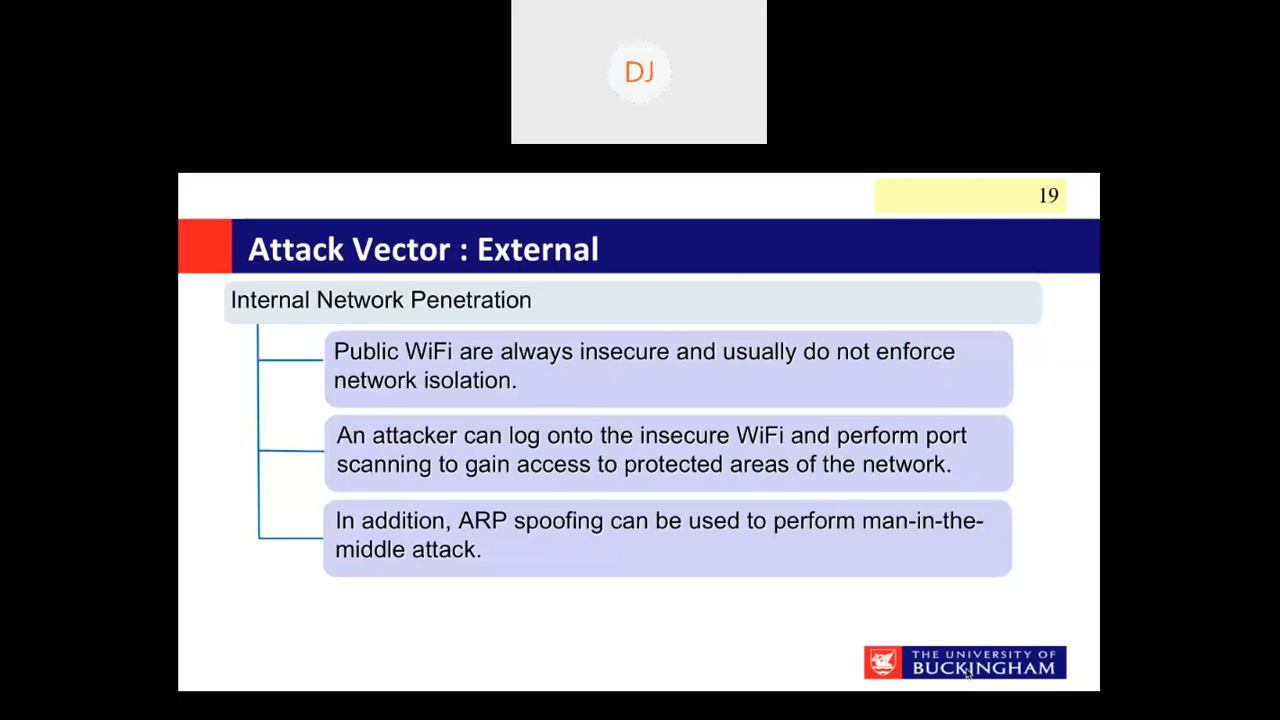 DJ
19
Attack Vector : External
Internal Network Penetration
Public WiFi are always insecure and usually do not enforce
network isolation.
An attacker can log onto the insecure WiFi and perform port
scanning to gain access to protected areas of the network.
In addition, ARP spoofing can be used to perform man-in-the-
middle attack.
THE UNIVERSITY OF
BUCKINGHAM